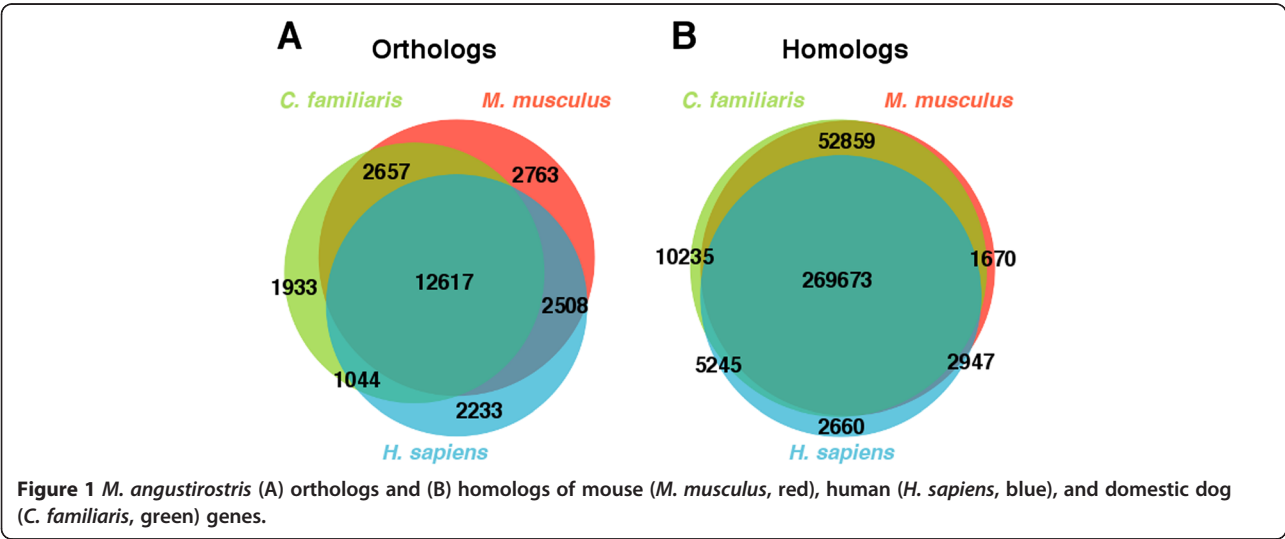 A
Orthologs
B
Homologs
C. familiaris
M. musculus
C. familiaris
M. musculus
2657
2763
52859
1933
12617
2508
10235
269673
1670
1044
2233
5245
2947
2660
H. sapiens
H. sapiens
Figure 1 M. angustirostris (A) orthologs and (B) homologs of mouse (M. musculus, red), human (H. sapiens, blue), and domestic dog
(C. familiaris, green) genes.